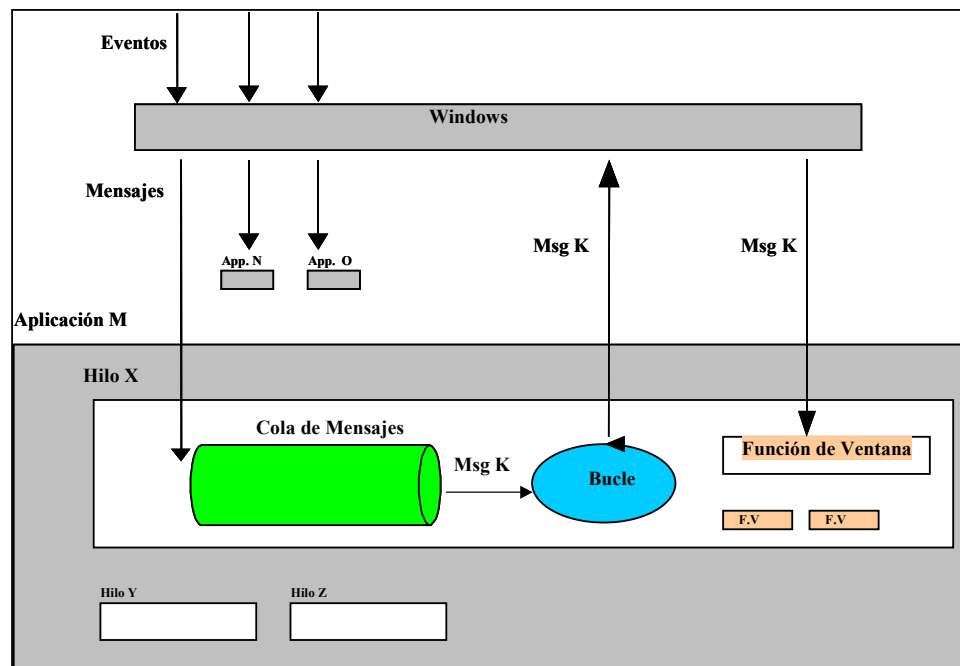 Eventos
Windows
Mensajes
Msg K
Msg K
App. N
App. O
Aplicación M
Hilo X
Cola de Mensajes
Msg K
Bucle
Función de Ventana
F.V
F.V
Hilo Y
Hilo Z